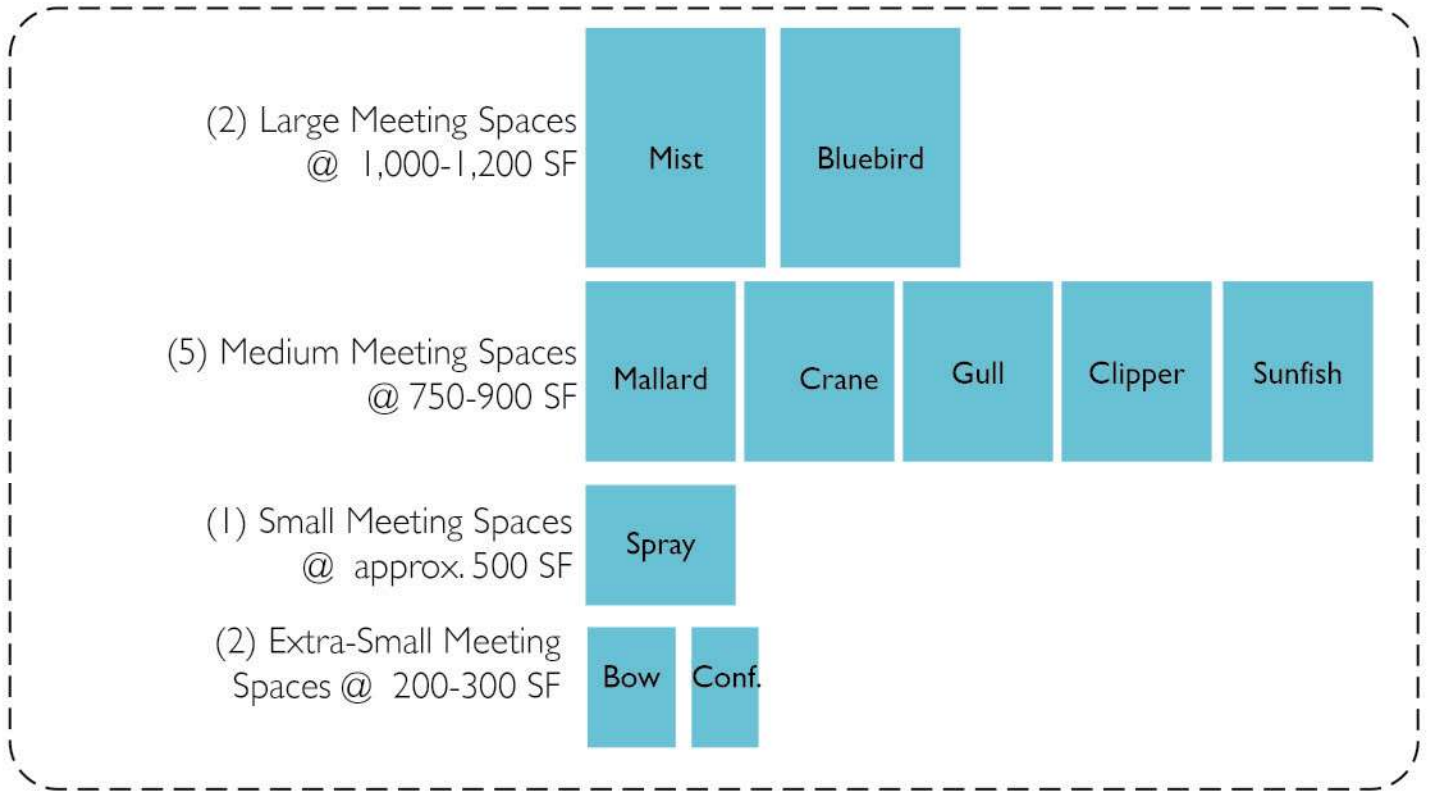 (2) Large Meeting Spaces
@ 1,000-1,200 SF
Mist
Bluebird
(5) Medium Meeting Spaces
@ 750-900 SF
Mallard
Crane
Gull
Clipper
Sunfish
(1) Small Meeting Spaces
@ approx. 500 SF
Spray
(2) Extra-Small Meeting
Spaces @ 200-300 SF
Bow
Conf.